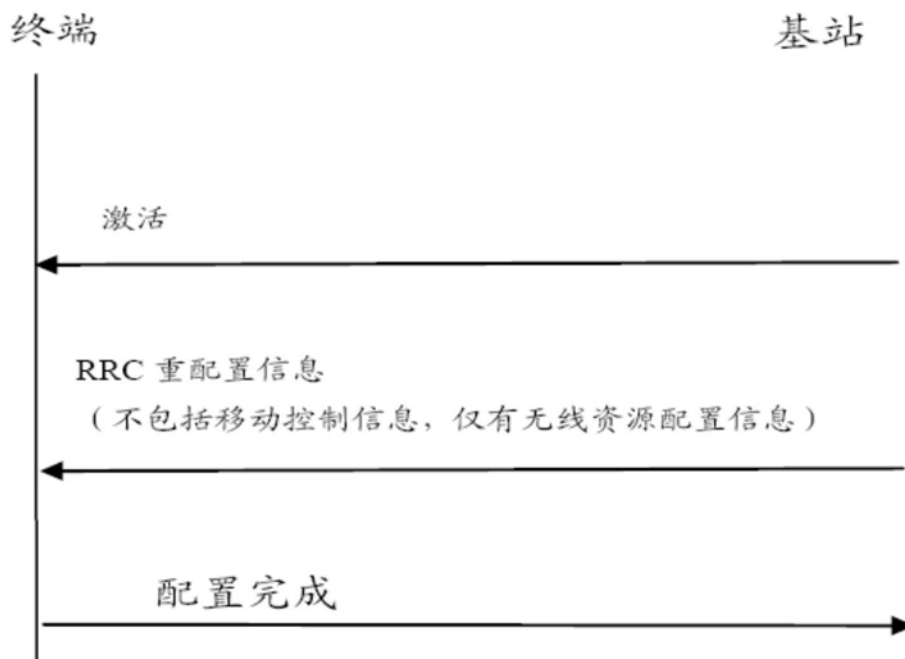 终端
基站
激活
RRC 重配置信息
（不包括移动控制信息，仅有无线资源配置信息）
配置完成